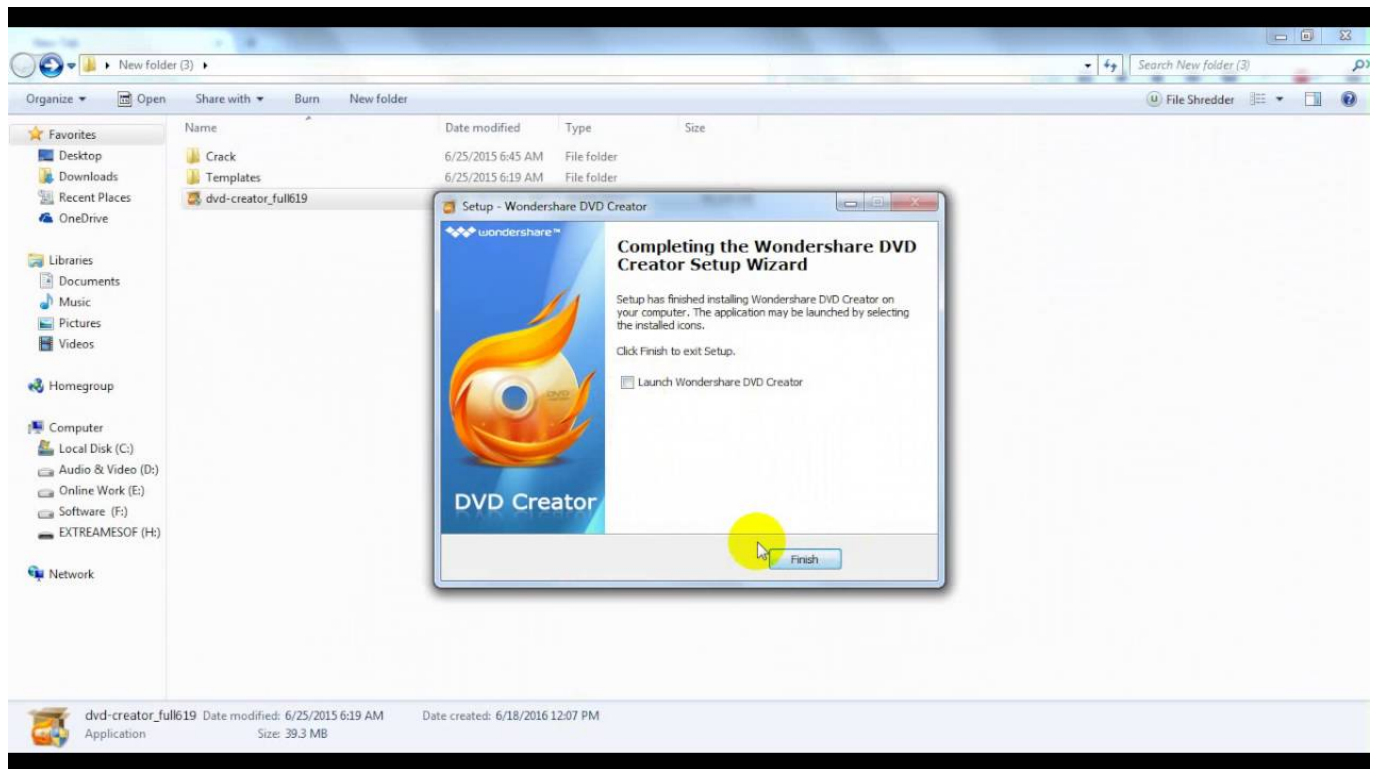 New folder (3)
Search New folder (3)
Organize
Open
Share with
Burn
New folder
File Shredder
Name
Date modified
Type
Size
Favorites
Desktop
Downloads
Recent Places
OneDrive
Libraries
Documents
Music
Pictures
Videos
Homegroup
Computer
Local Disk (C:)
Audio & Video (D:)
Online Work (E:)
Software (F:)
EXTREAMESOF (H:)
Network
Crack 6/25/2015 6:45 AM File folder
Templates 6/25/2015 6:19 AM File folder
dvd-creator_full619
Setup - Wondershare DVD Creator
wondershare™
DVD Creator
Completing the Wondershare DVD
Creator Setup Wizard
Setup has finished installing Wondershare DVD Creator on
your computer. The application may be launched by selecting
the installed icons.
Click Finish to exit Setup.
Launch Wondershare DVD Creator
Finish
dvd-creator_full619 Date modified: 6/25/2015 6:19 AM Date created: 6/18/2016 12:07 PM
Application Size: 39.3 MB